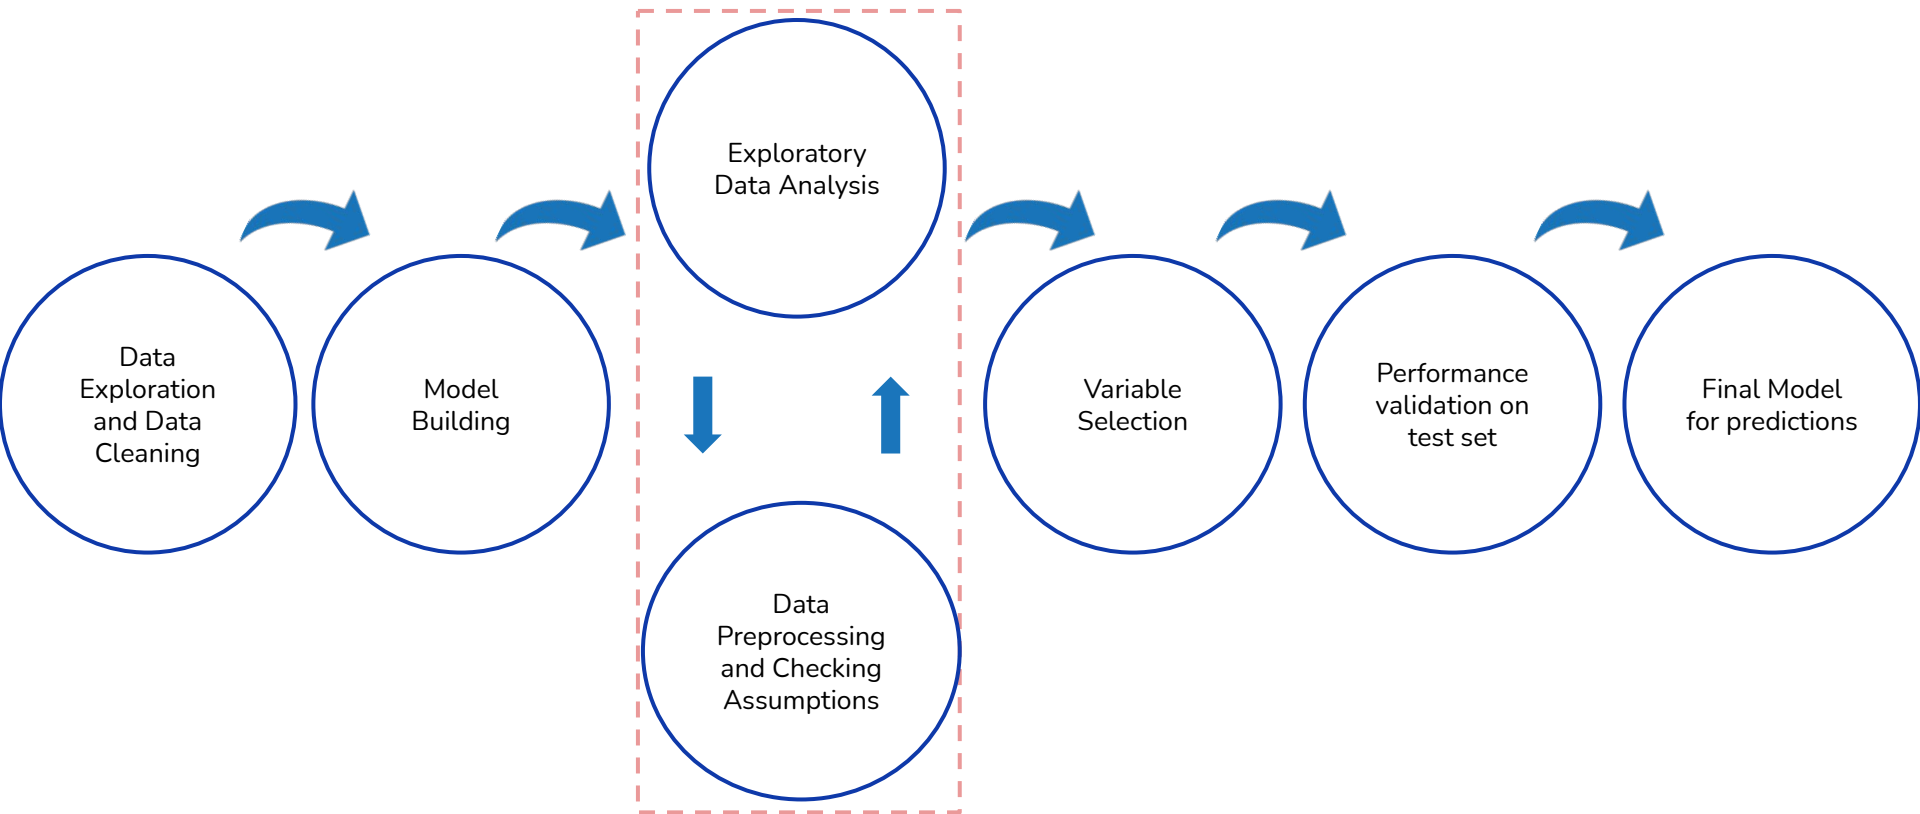 Data
Exploration
and Data
Cleaning
Model
Building
Exploratory
Data Analysis
Data
Preprocessing
and Checking
Assumptions
Variable
Selection
Performance
validation on
test set
Final Model
for predictions